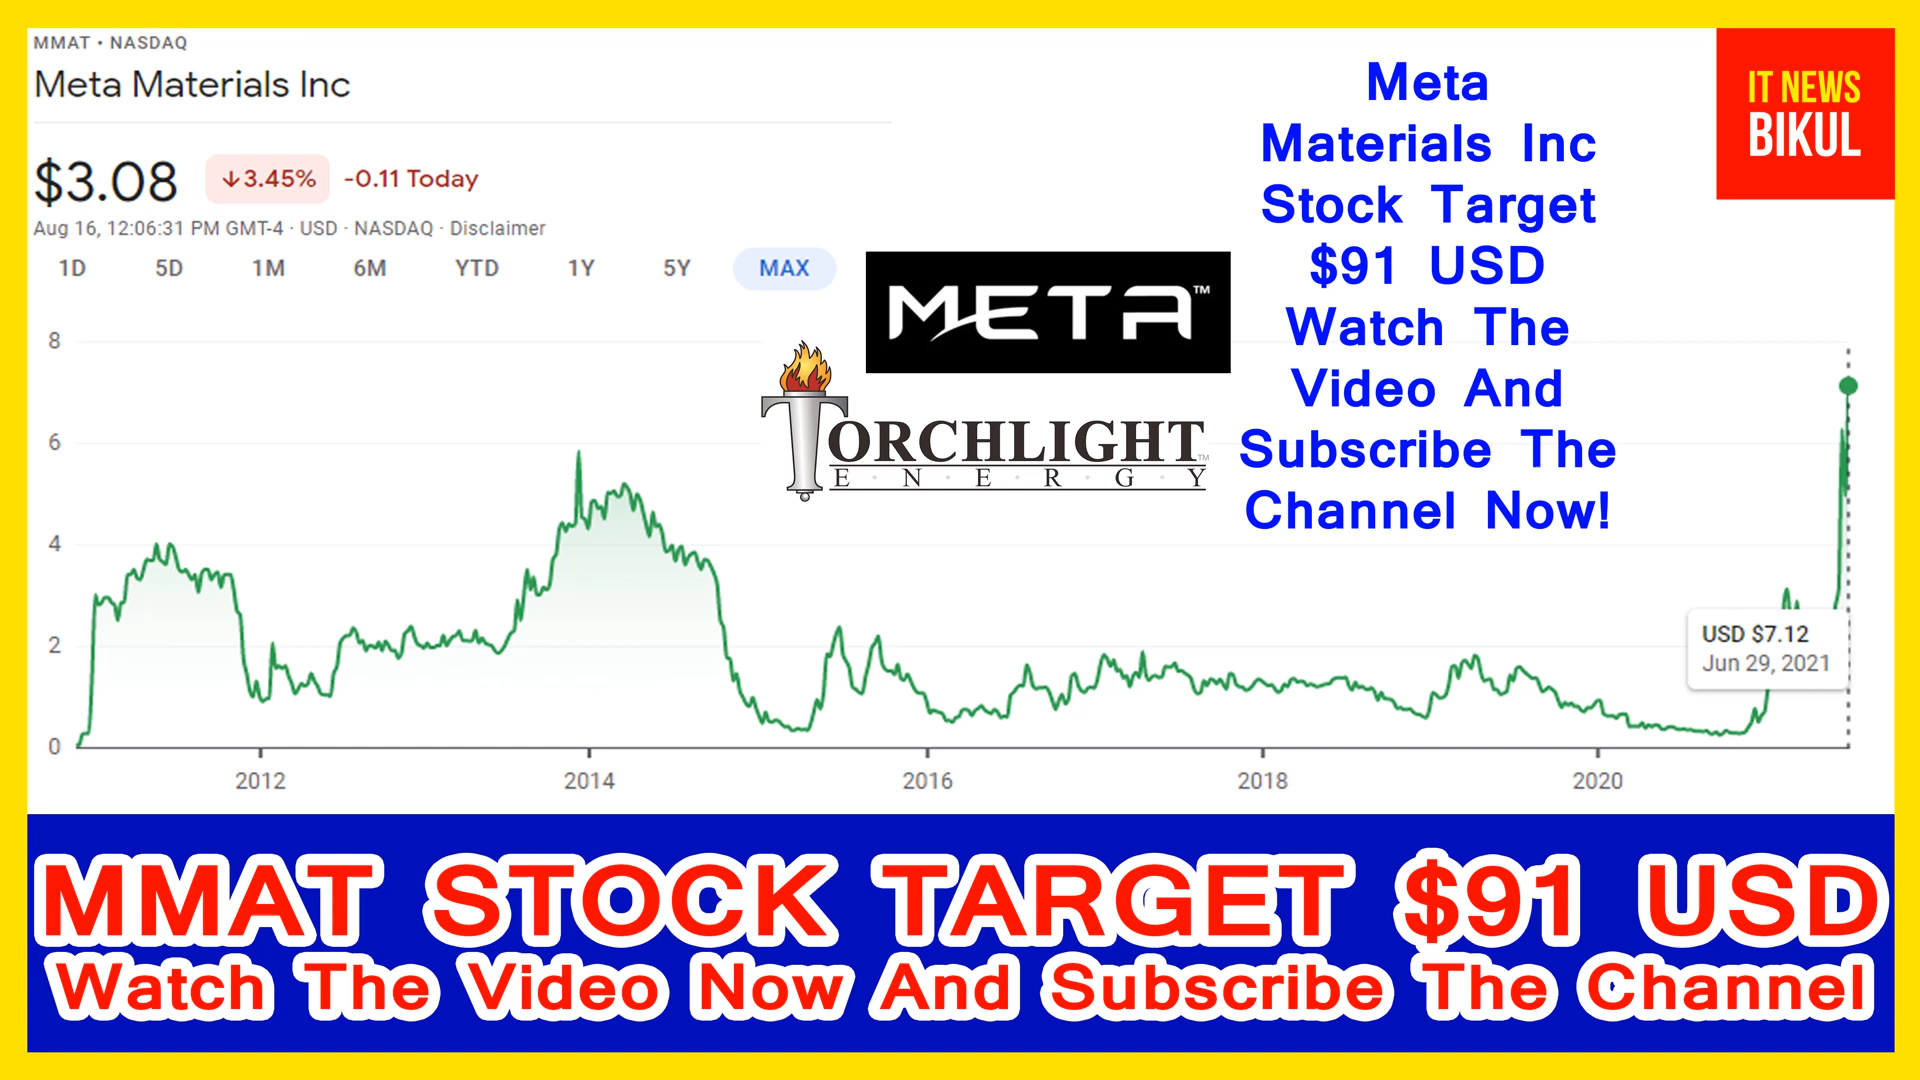 MMAT • NASDAQ
Meta Materials Inc
$3.08 ↓3.45% -0.11 Today
Aug 16, 12:06:31 PM GMT-4 · USD · NASDAQ · Disclaimer
1D 5D 1M 6M YTD 1Y 5Y MAX
META™
TORCHLIGHT™
E·N·E·R·G·Y
Meta
Materials Inc
Stock Target
$91 USD
Watch The
Video And
Subscribe The
Channel Now!
IT NEWS
BIKUL
8
6
4
2
0
USD $7.12
Jun 29, 2021
2012 2014 2016 2018 2020
MMAT STOCK TARGET $91 USD
Watch The Video Now And Subscribe The Channel